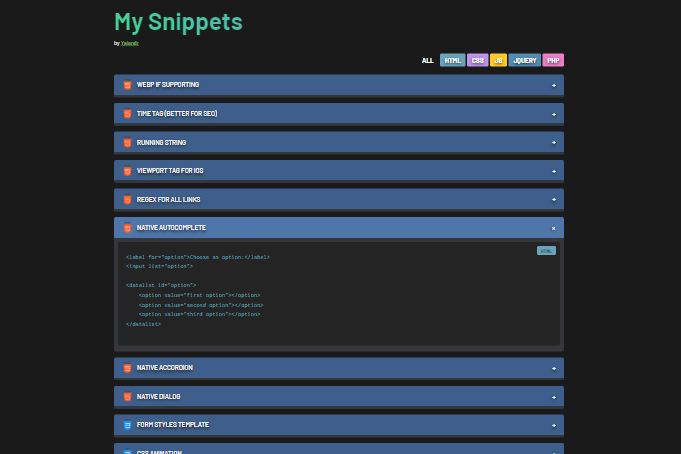 My Snippets
by Yalandr
ALL HTML CSS JS JQUERY PHP
WEBP IF SUPPORTING +
TIME TAG (BETTER FOR SEO) +
RUNNING STRING +
VIEWPORT TAG FOR IOS +
REGEX FOR ALL LINKS +
NATIVE AUTOCOMPLETE ×
HTML
<label for="option">Choose an option:</label>
<input list="option">
<datalist id="option">
<option value="first option"></option>
<option value="second option"></option>
<option value="third option"></option>
</datalist>
NATIVE ACCORDION +
NATIVE DIALOG +
FORM STYLES TEMPLATE +
CSS ANIMATION